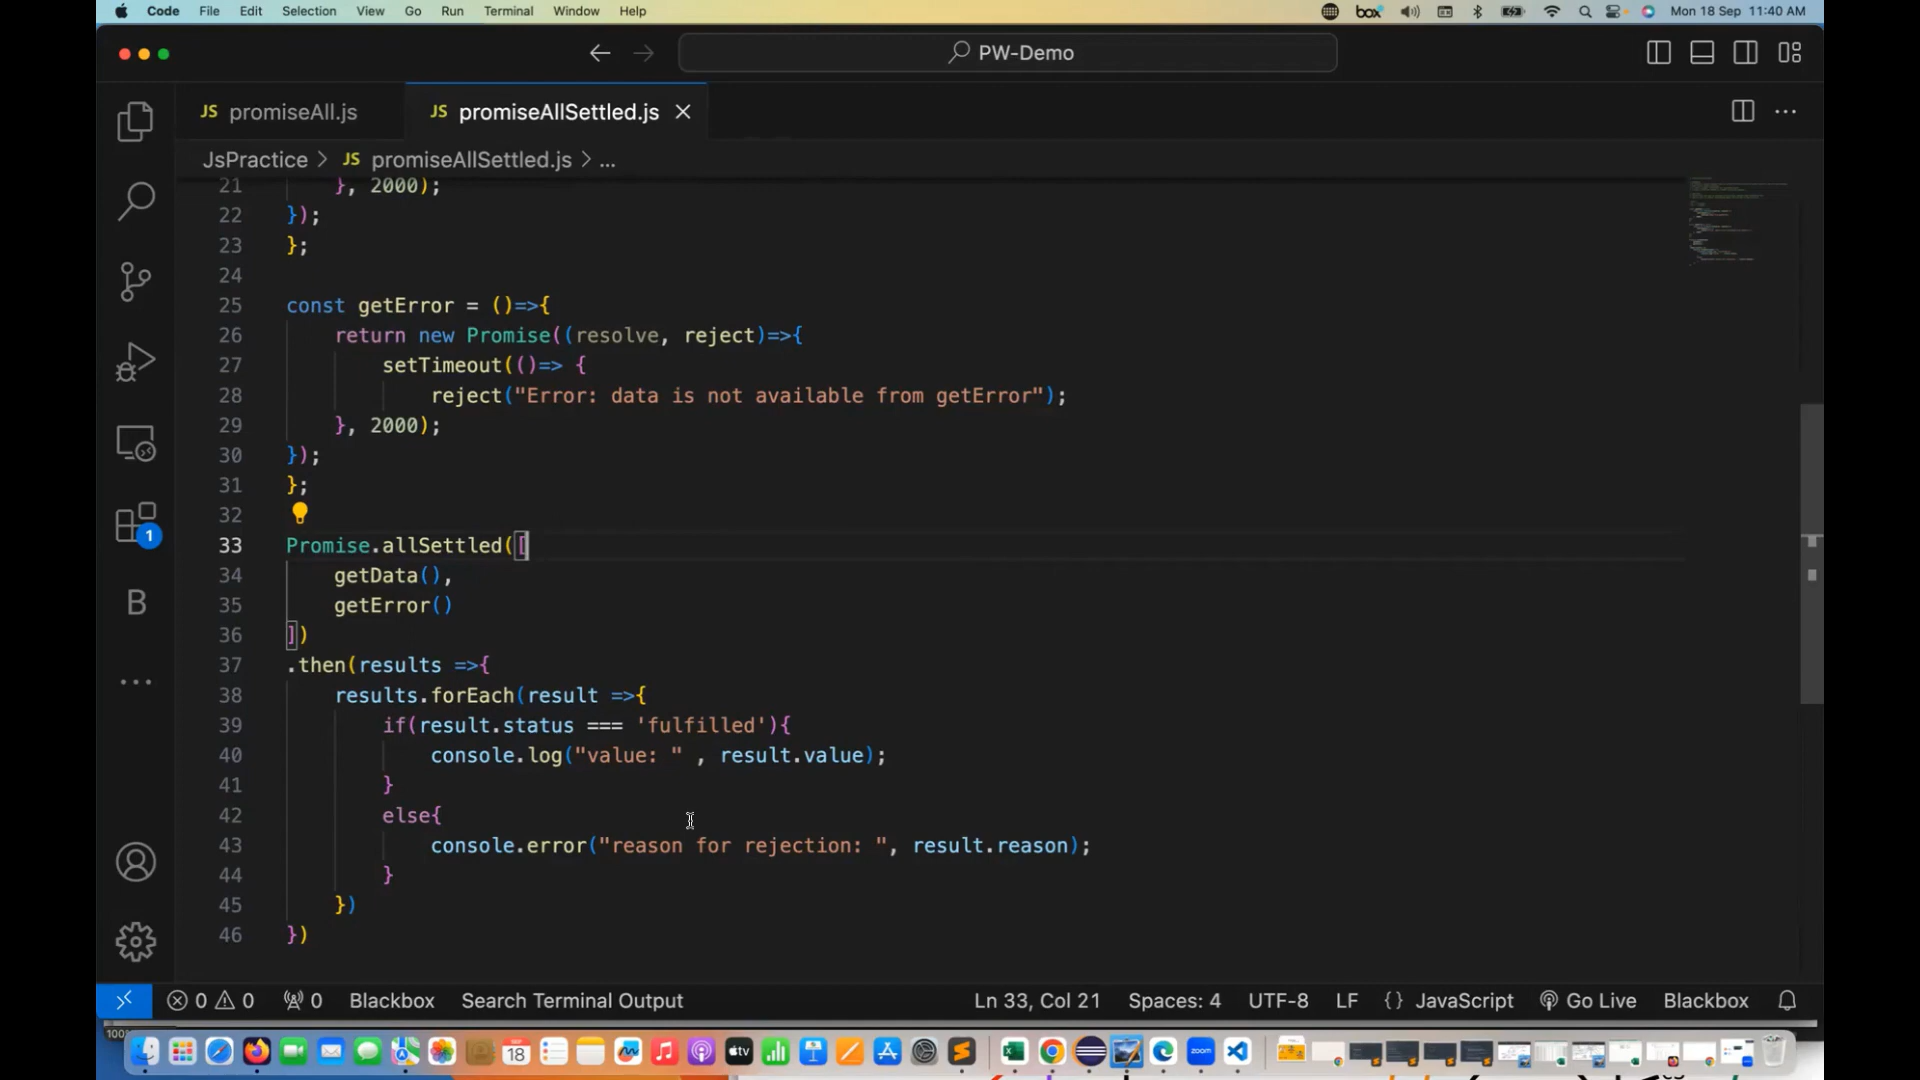 Code File Edit Selection View Go Run Terminal Window Help box Mon 18 Sep 11:40 AM
PW-Demo
JS promiseAll.js JS promiseAllSettled.js
JsPractice > JS promiseAllSettled.js > ...
21 }, 2000);
22 });
23 };
24
25 const getError = ()=>{
26 return new Promise((resolve, reject)=>{
27 setTimeout(()=> {
28 reject("Error: data is not available from getError");
29 }, 2000);
30 });
31 };
32
33 Promise.allSettled([
34 getData(),
35 getError()
36 ])
37 .then(results =>{
38 results.forEach(result =>{
39 if(result.status === 'fulfilled'){
40 console.log("value: " , result.value);
41 }
42 else{
43 console.error("reason for rejection: ", result.reason);
44 }
45 })
46 })
1
B
0 0 0 Blackbox Search Terminal Output Ln 33, Col 21 Spaces: 4 UTF-8 LF {} JavaScript Go Live Blackbox
18 tv zoom